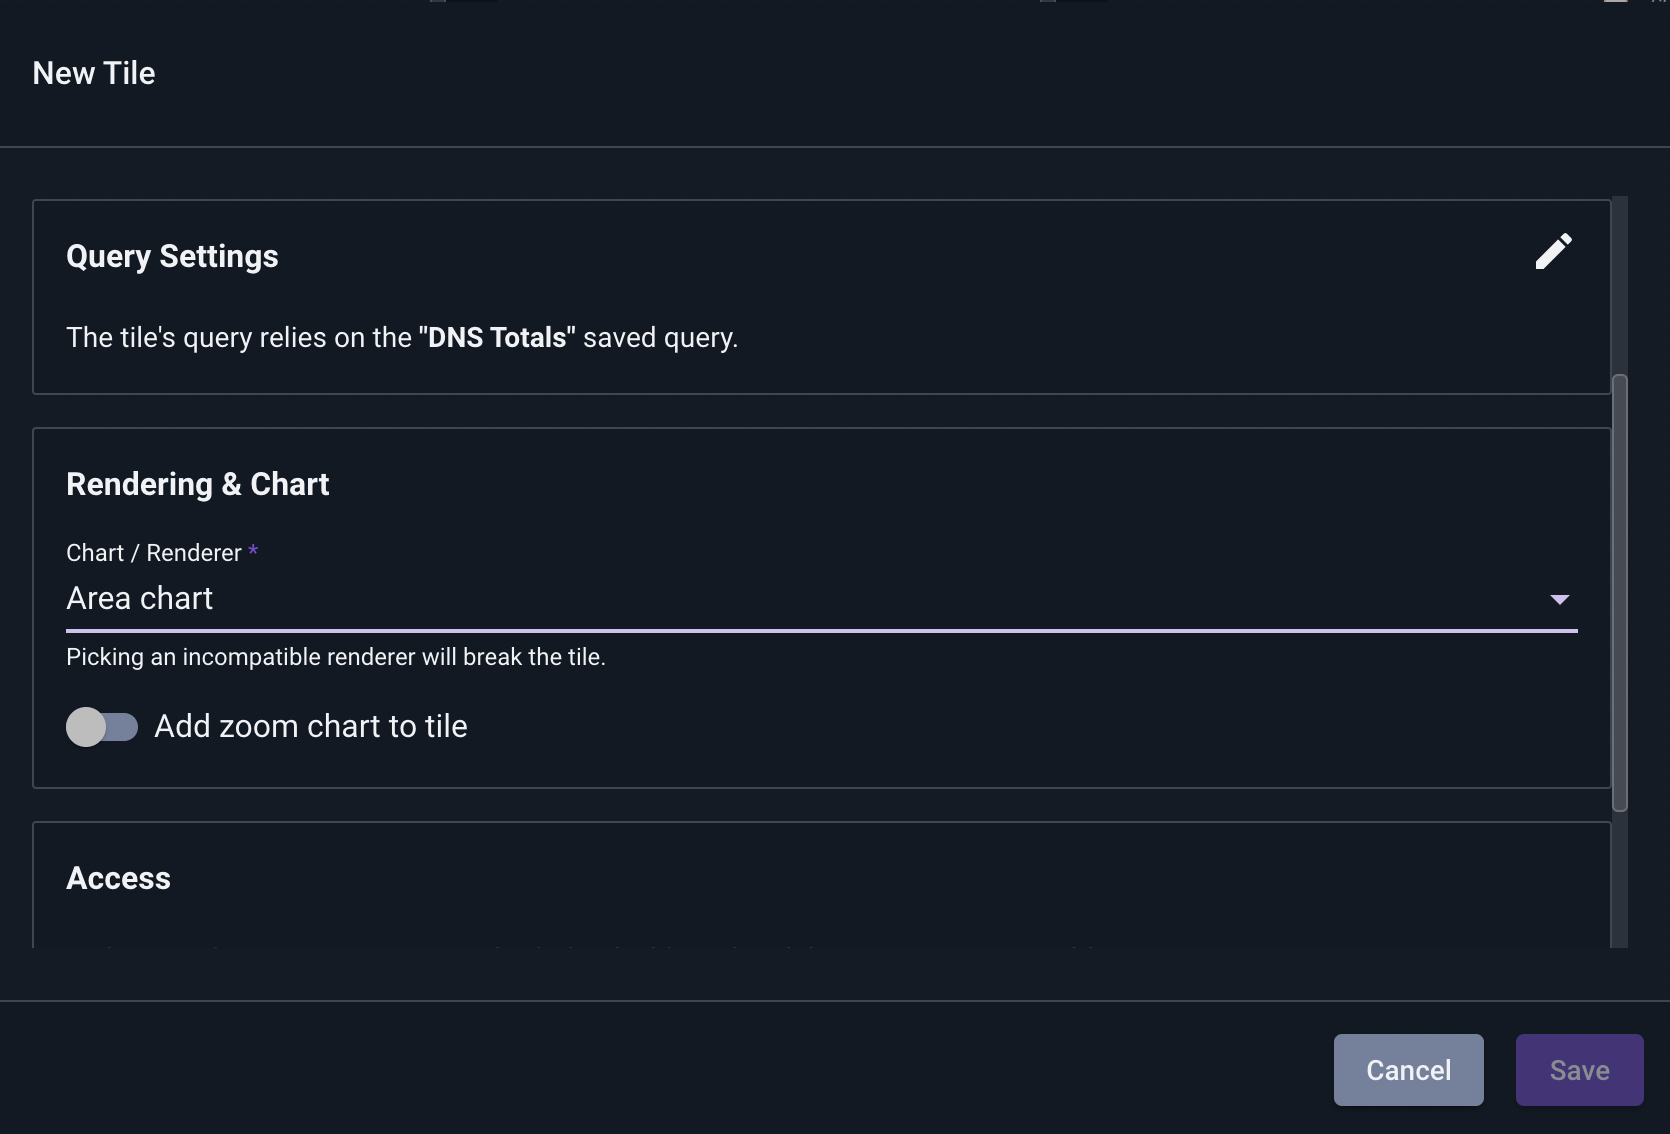 New Tile
Query Settings
The tile's query relies on the "DNS Totals" saved query.
Rendering & Chart
Chart / Renderer *
Area chart
Picking an incompatible renderer will break the tile.
Add zoom chart to tile
Access
Cancel
Save